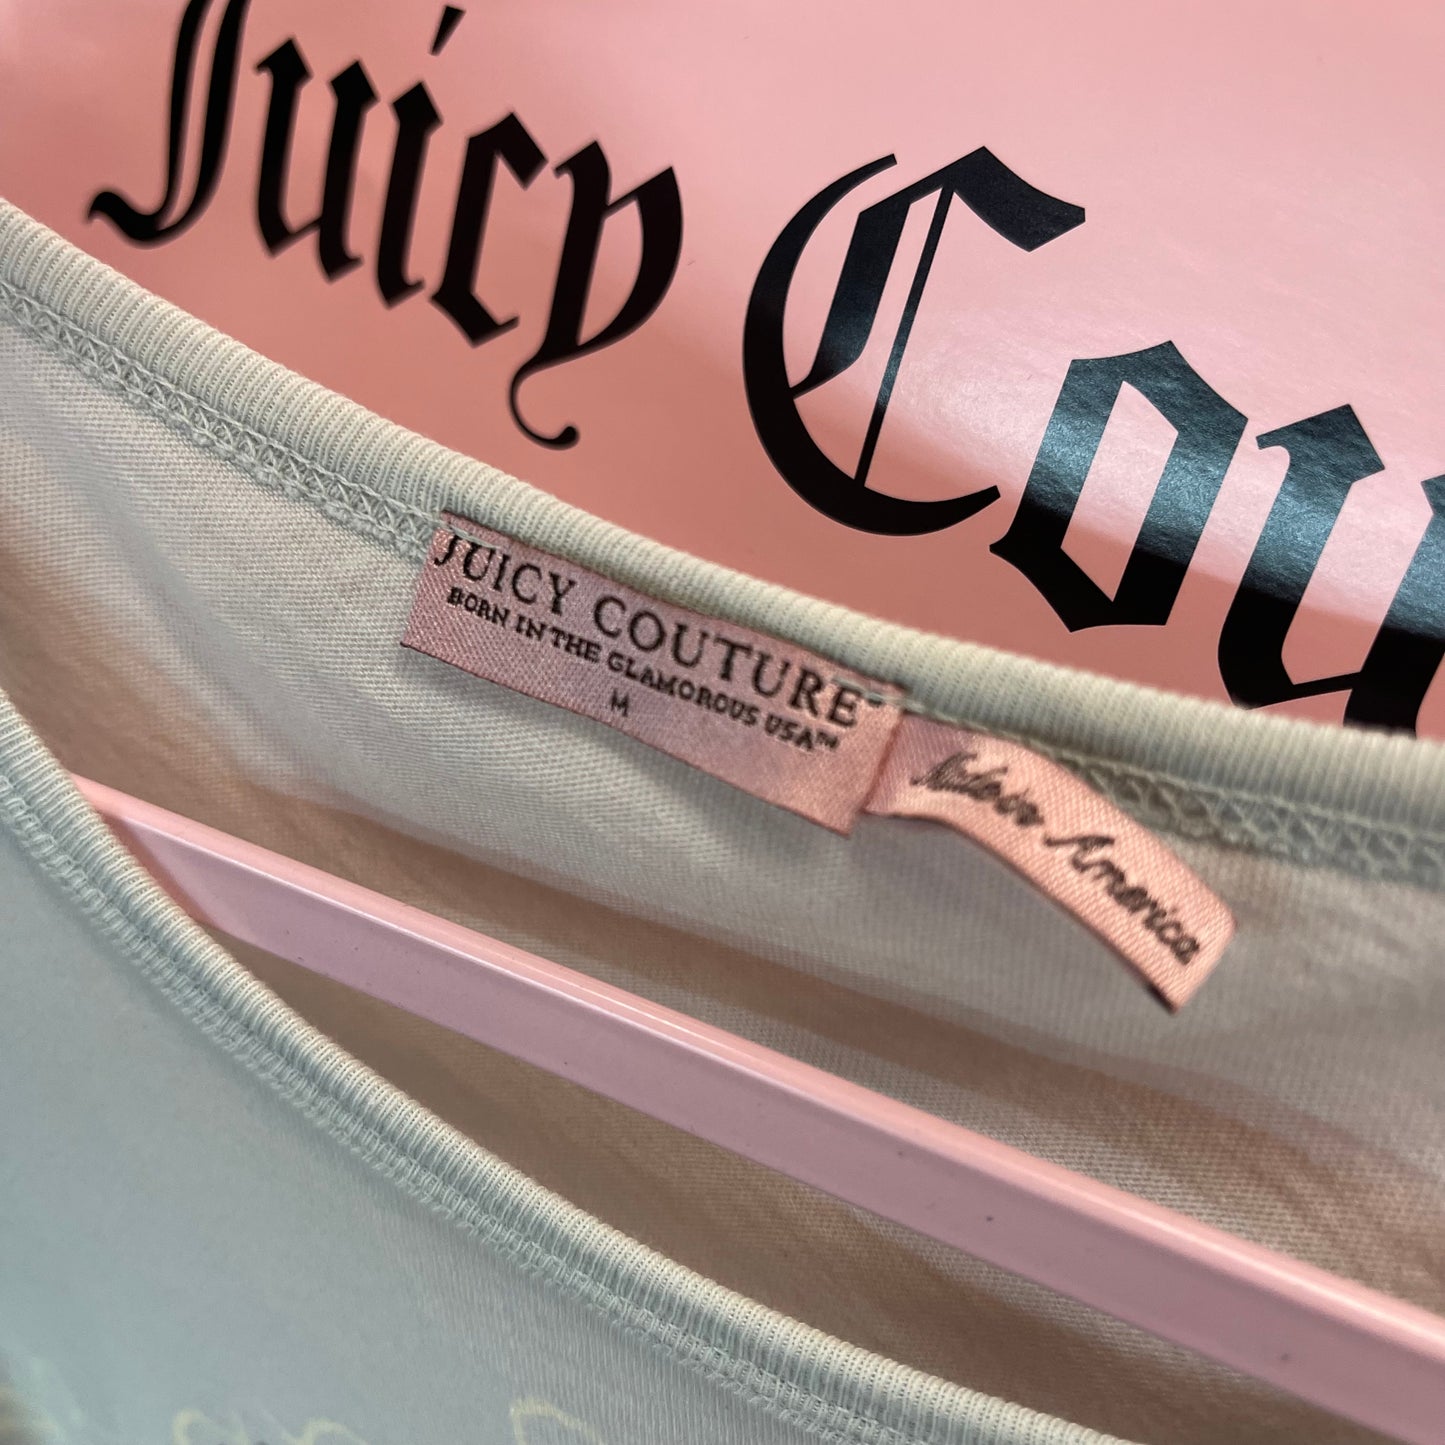 Juicy Cou
JUICY COUTURE®
BORN IN THE GLAMOROUS USA™
M
Made in America